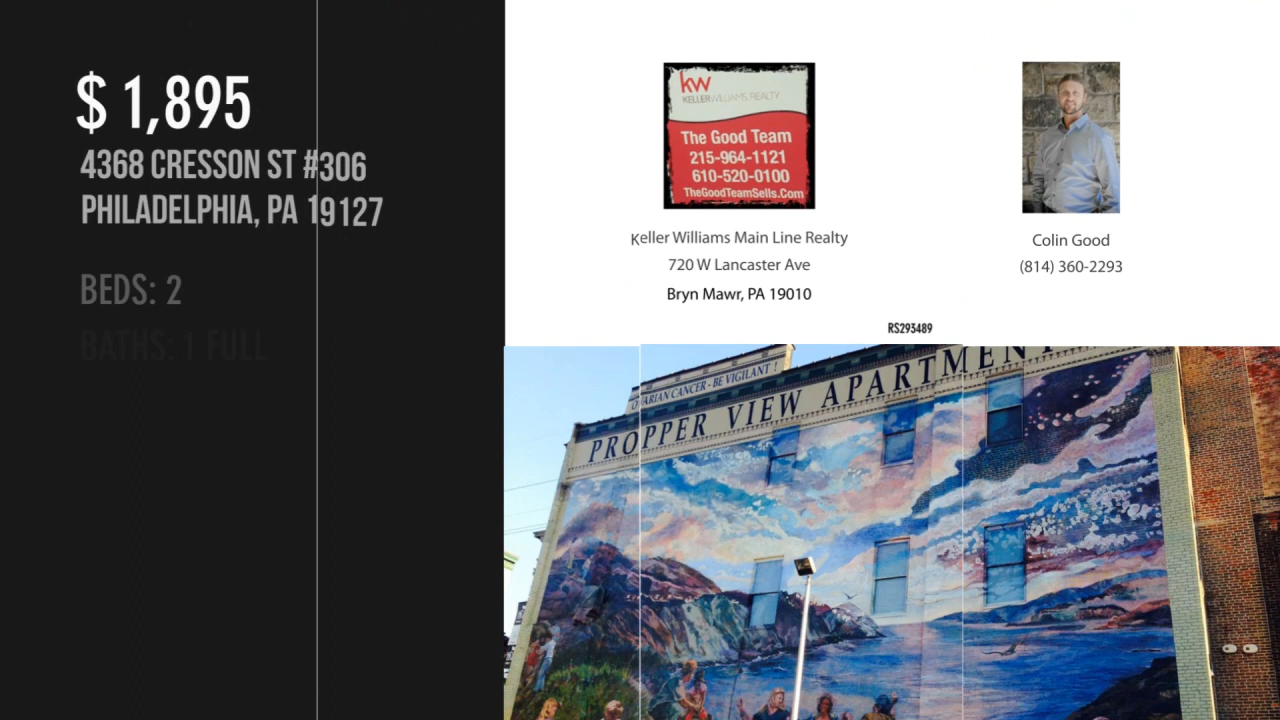 $ 1,895
4368 CRESSON ST #306
PHILADELPHIA, PA 19127
BEDS: 2
BATHS: 1 FULL
kw
KELLERWILLIAMS. REALTY
The Good Team
215-964-1121
610-520-0100
TheGoodTeamSells.Com
Keller Williams Main Line Realty
720 W Lancaster Ave
Bryn Mawr, PA 19010
Colin Good
(814) 360-2293
RS293489
OVARIAN CANCER - BE VIGILANT !
PROPPER VIEW APARTMENT